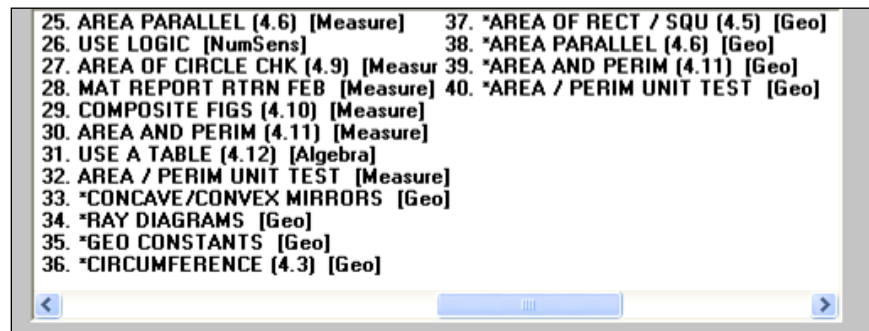 25. AREA PARALLEL (4.6) [Measure]
26. USE LOGIC [NumSens]
27. AREA OF CIRCLE CHK (4.9) [Measur
28. MAT REPORT RTRN FEB [Measure]
29. COMPOSITE FIGS (4.10) [Measure]
30. AREA AND PERIM (4.11) [Measure]
31. USE A TABLE (4.12) [Algebra]
32. AREA / PERIM UNIT TEST [Measure]
33. *CONCAVE/CONVEX MIRRORS [Geo]
34. *RAY DIAGRAMS [Geo]
35. *GEO CONSTANTS [Geo]
36. *CIRCUMFERENCE (4.3) [Geo]
37. *AREA OF RECT / SQU (4.5) [Geo]
38. *AREA PARALLEL (4.6) [Geo]
39. *AREA AND PERIM (4.11) [Geo]
40. *AREA / PERIM UNIT TEST [Geo]